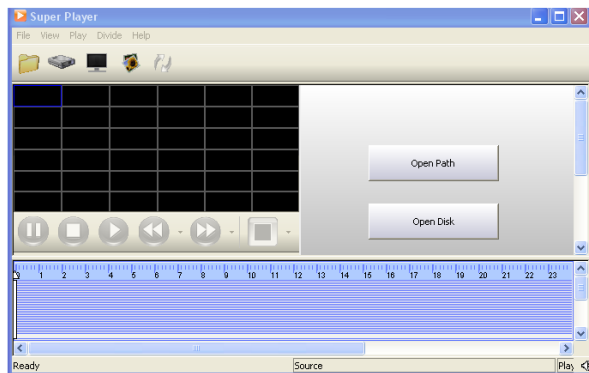 Super Player
File View Play Divide Help
Open Path
Open Disk
0 1 2 3 4 5 6 7 8 9 10 11 12 13 14 15 16 17 18 19 20 21 22 23
Ready Source Play